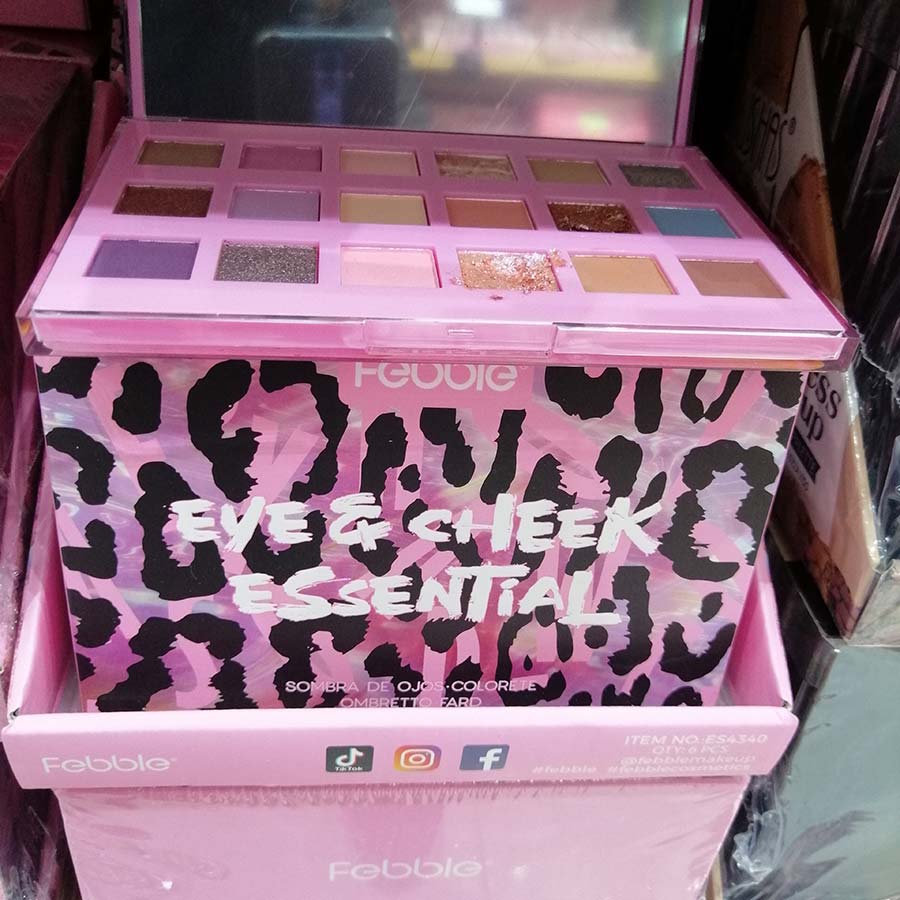 Febble®
EYE & CHEEK
ESSENTIAL
SOMBRA DE OJOS·COLORETE
OMBRETTO FARD
Febble®
TikTok
ITEM NO.:ES4340
QTY: 6 PCS
@febblemakeup
#febble #febblecosmetics
Febble®